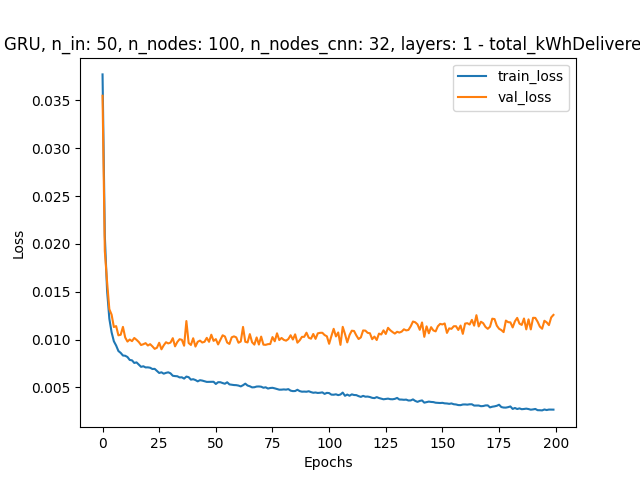 GRU, n_in: 50, n_nodes: 100, n_nodes_cnn: 32, layers: 1 - total_kWhDelivere
train_loss
val_loss
0.035
0.030
0.025
0.020
0.015
0.010
0.005
Loss
0 25 50 75 100 125 150 175 200
Epochs